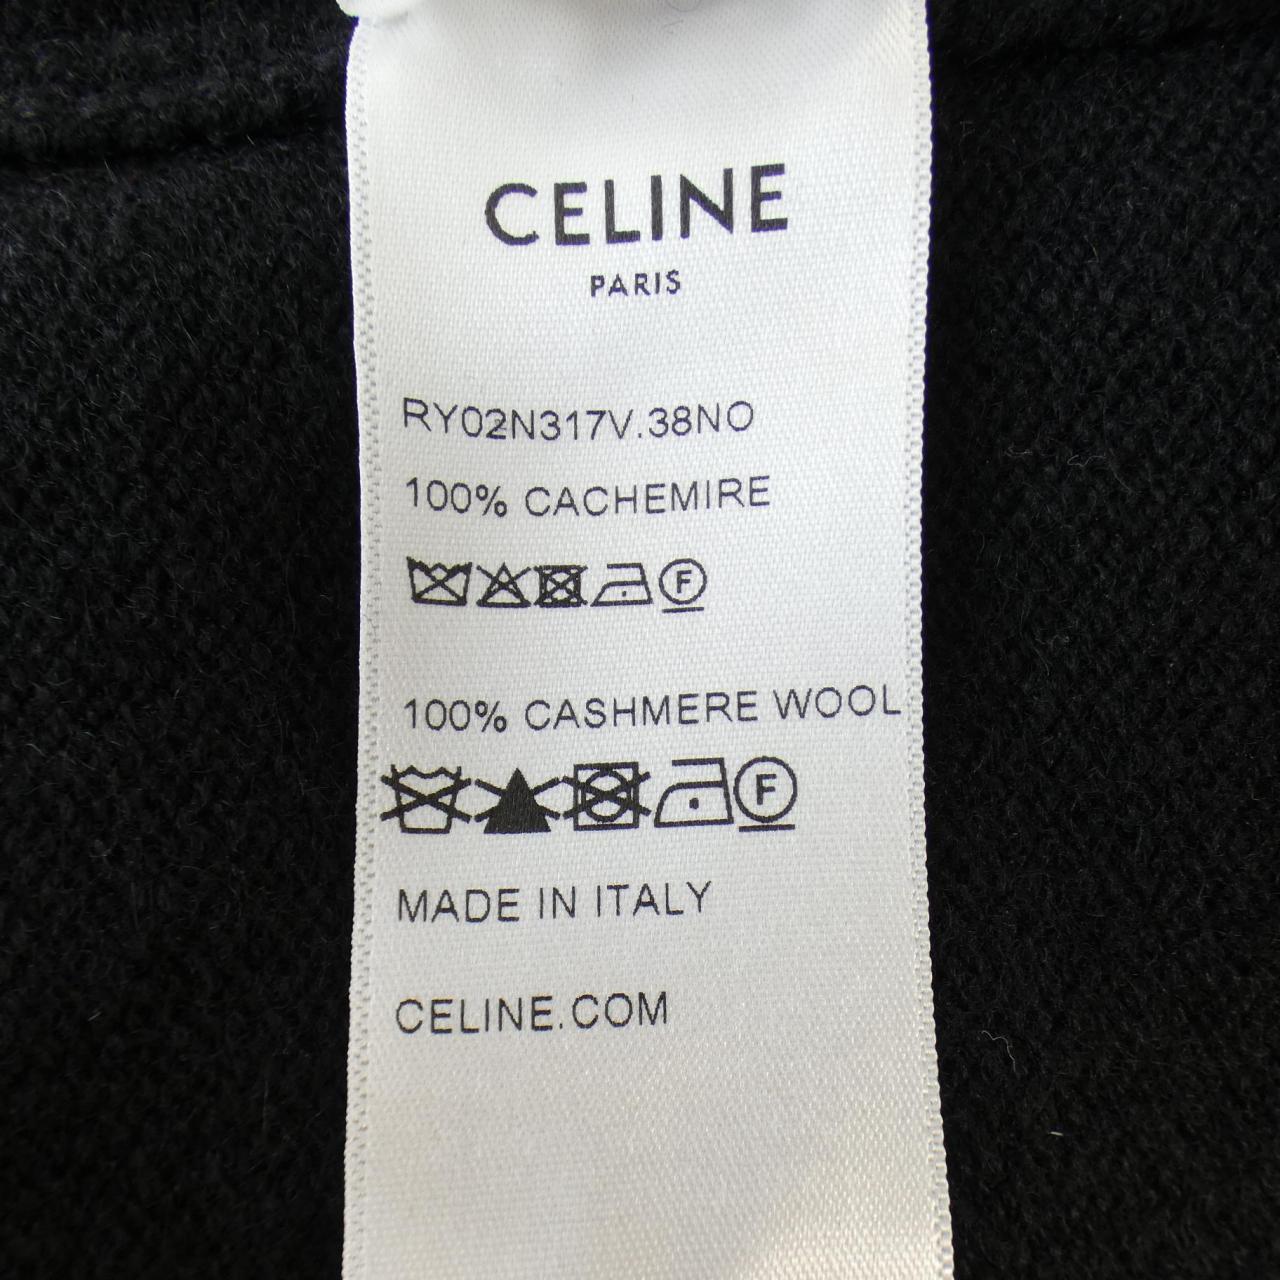 CELINE
PARIS
RY02N317V.38NO
100% CACHEMIRE
F
100% CASHMERE WOOL
F
MADE IN ITALY
CELINE.COM